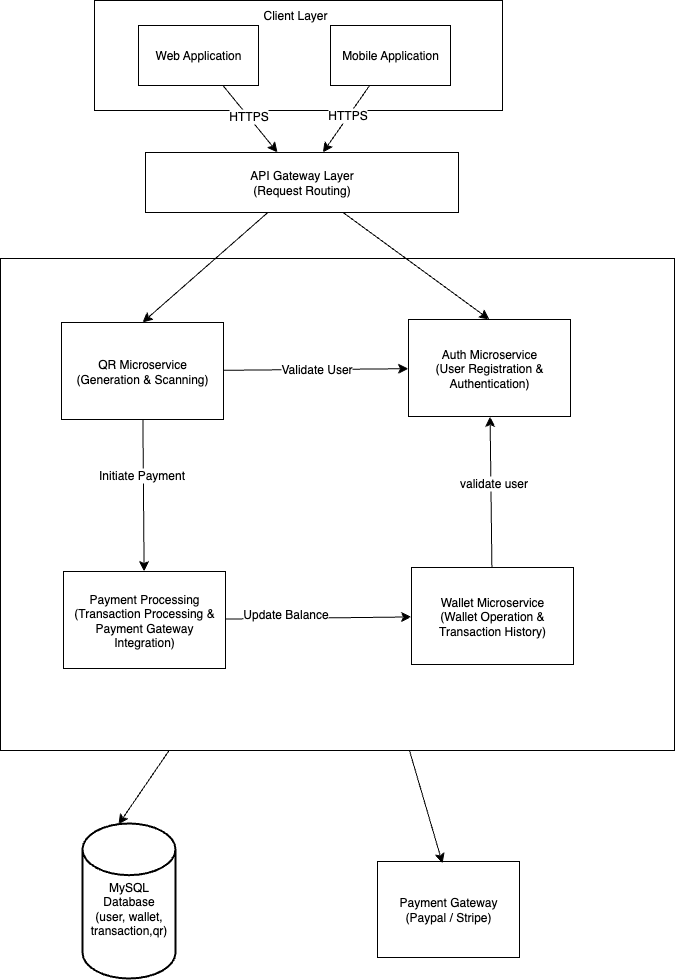 Client Layer
Web Application
Mobile Application
HTTPS
HTTPS
API Gateway Layer
(Request Routing)
QR Microservice
(Generation & Scanning)
Validate User
Auth Microservice
(User Registration &
Authentication)
Initiate Payment
validate user
Payment Processing
(Transaction Processing &
Payment Gateway
Integration)
Update Balance
Wallet Microservice
(Wallet Operation &
Transaction History)
MySQL
Database
(user, wallet,
transaction,qr)
Payment Gateway
(Paypal / Stripe)